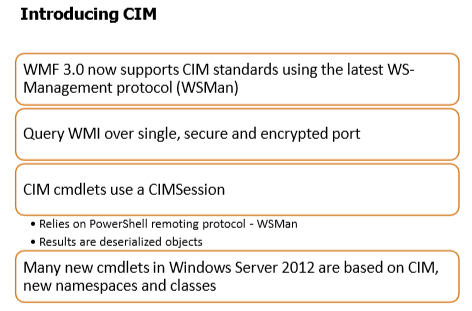 Introducing CIM
WMF 3.0 now supports CIM standards using the latest WS-
Management protocol (WSMan)
Query WMI over single, secure and encrypted port
CIM cmdlets use a CIMSession
• Relies on PowerShell remoting protocol - WSMan
• Results are deserialized objects
Many new cmdlets in Windows Server 2012 are based on CIM,
new namespaces and classes